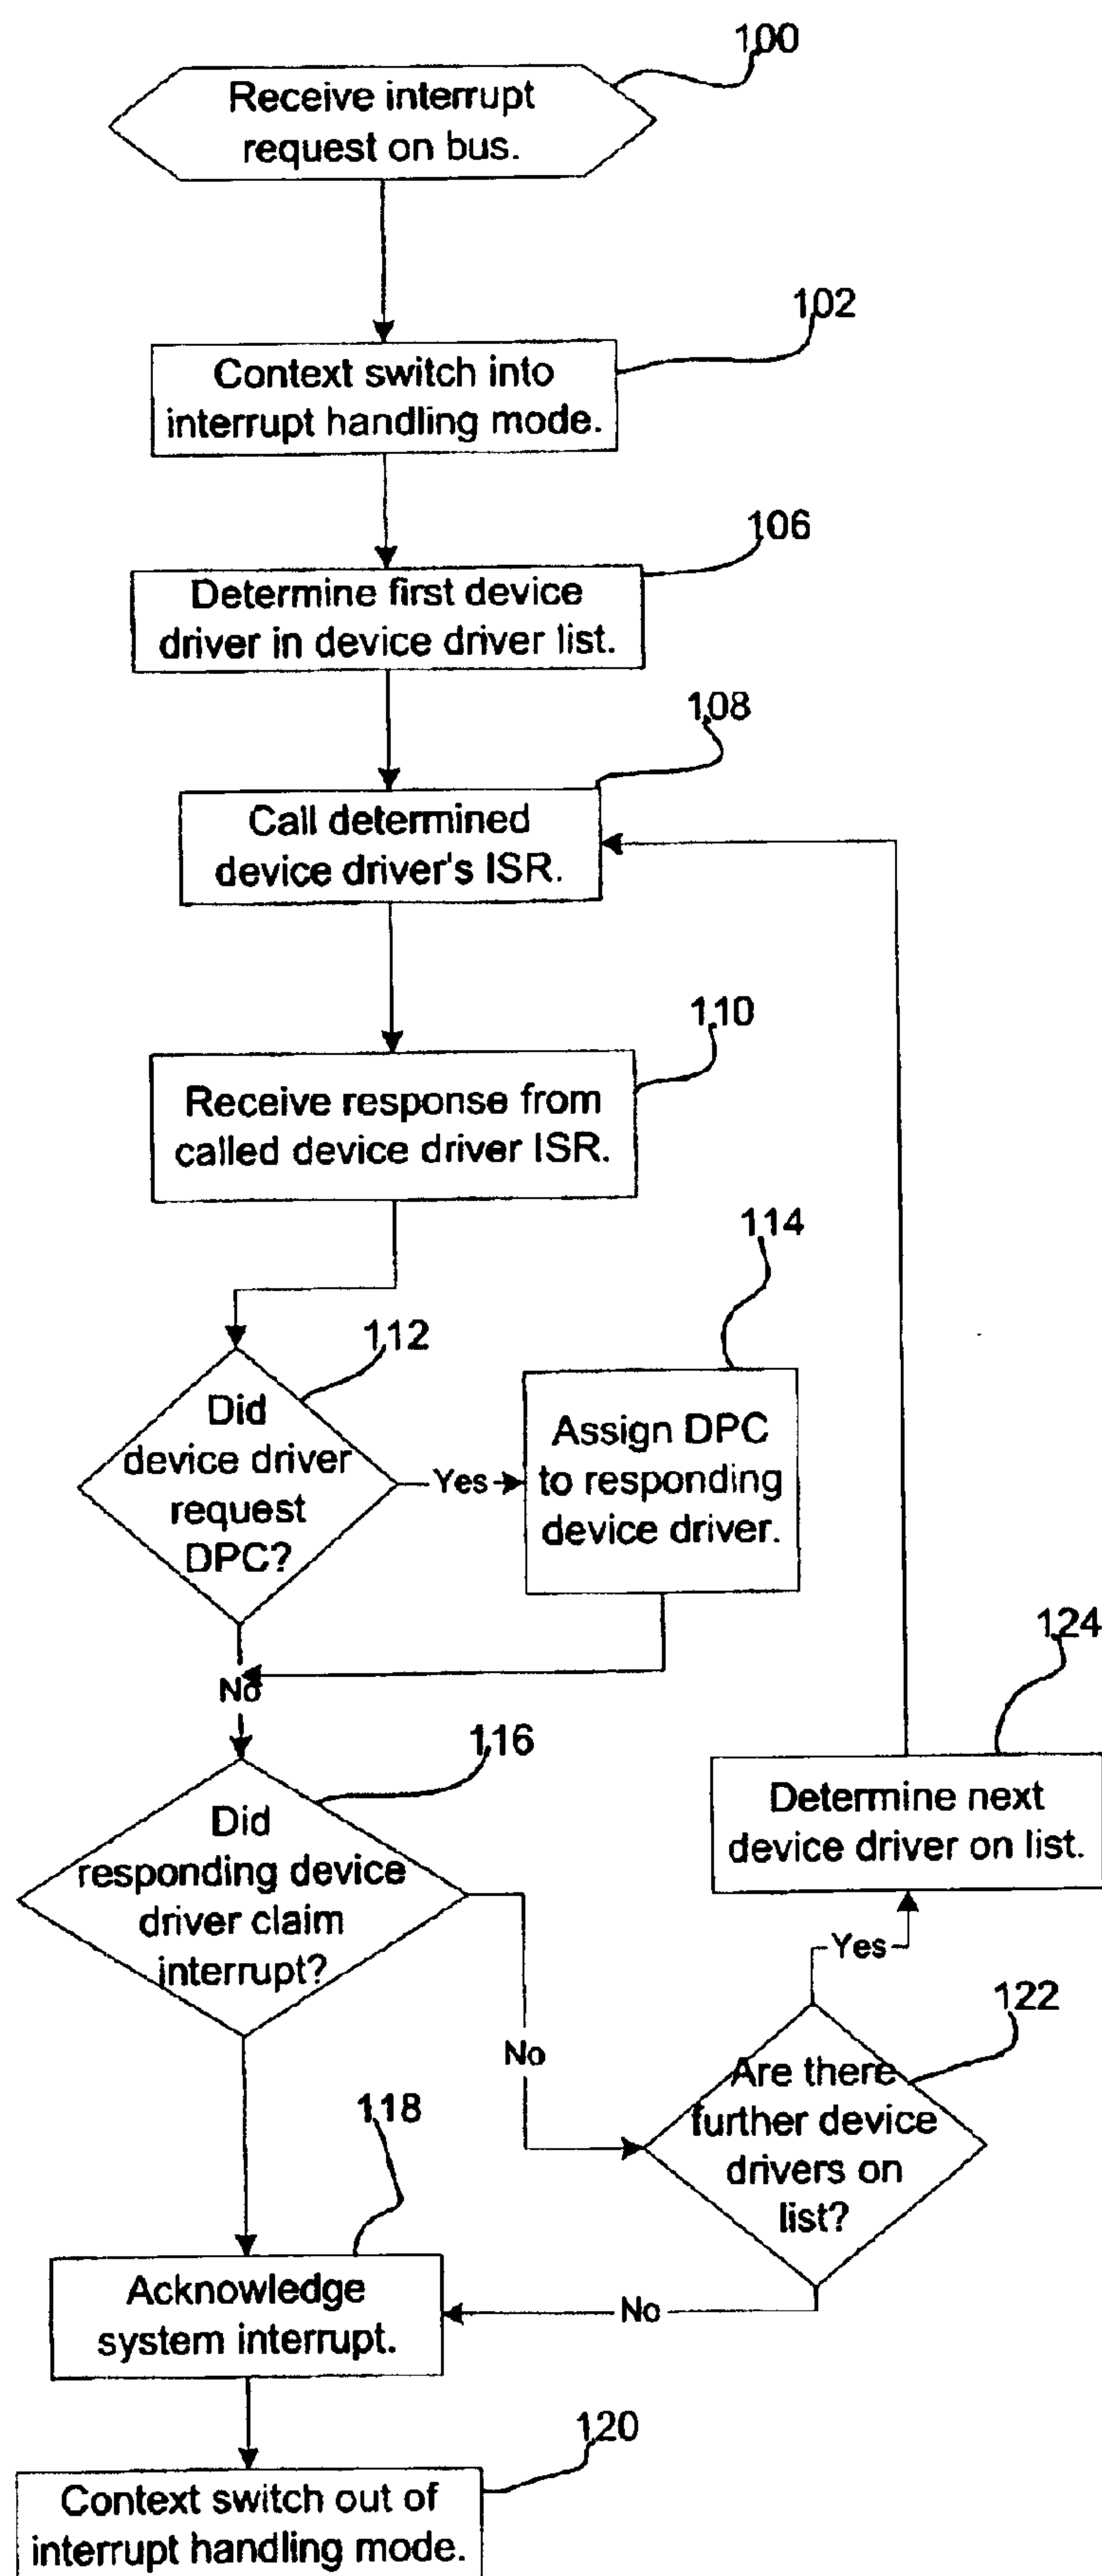 100
Receive interrupt
request on bus.
102
Context switch into
interrupt handling mode.
106
Determine first device
driver in device driver list.
108
Call determined
device driver's ISR.
110
Receive response from
called device driver ISR.
112
Did
device driver
request
DPC?
Yes
114
Assign DPC
to responding
device driver.
No
116
Did
responding device
driver claim
interrupt?
No
124
Determine next
device driver on list.
Yes
122
Are there
further device
drivers on
list?
No
118
Acknowledge
system interrupt.
120
Context switch out of
interrupt handling mode.